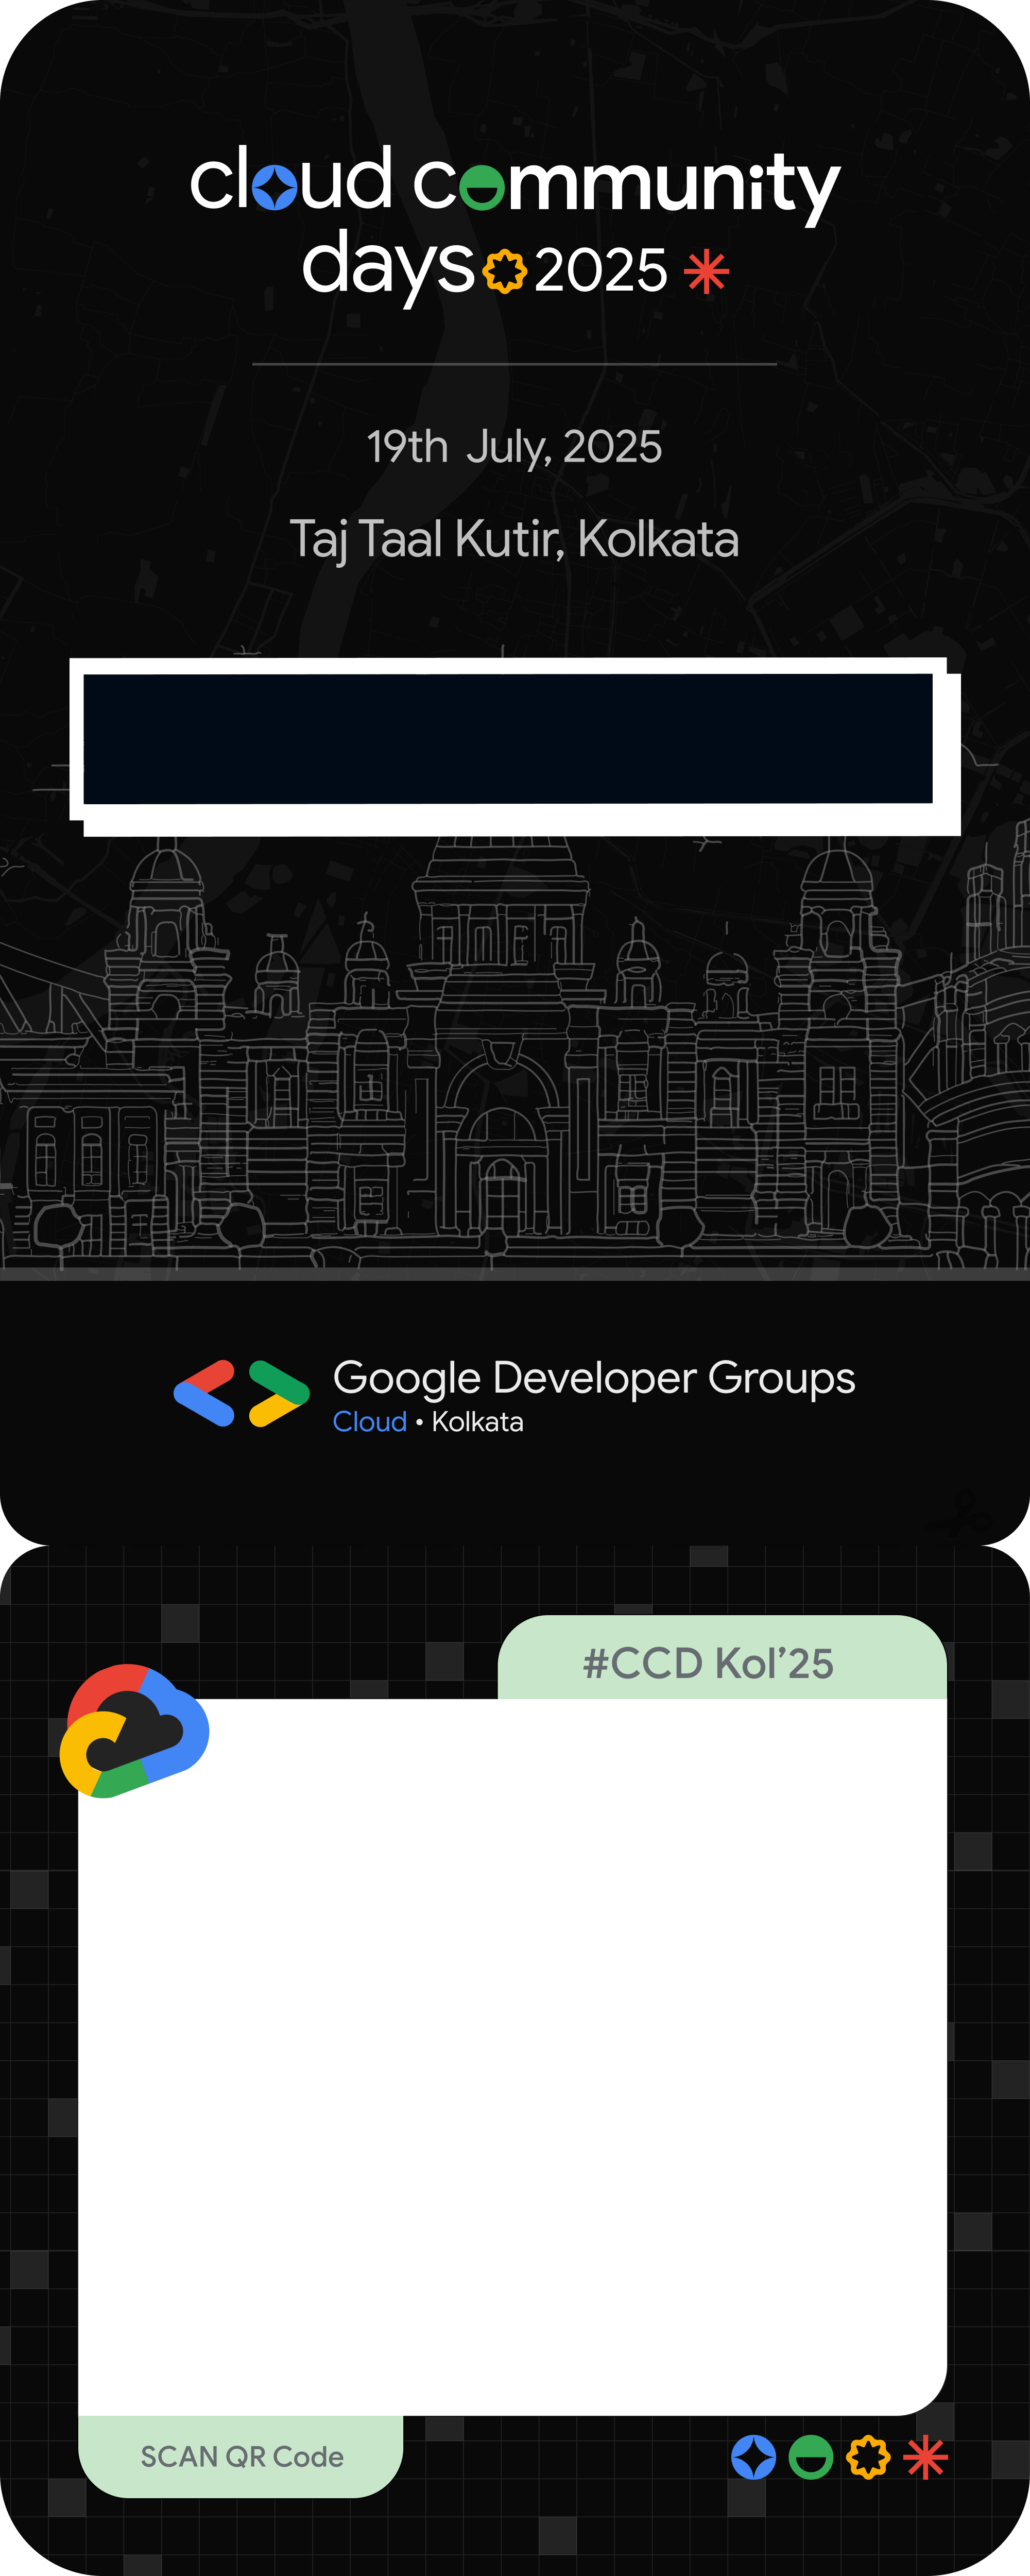 cloud community
days 2025
19th July, 2025
Taj Taal Kutir, Kolkata
Google Developer Groups
Cloud • Kolkata
#CCD Kol’25
SCAN QR Code